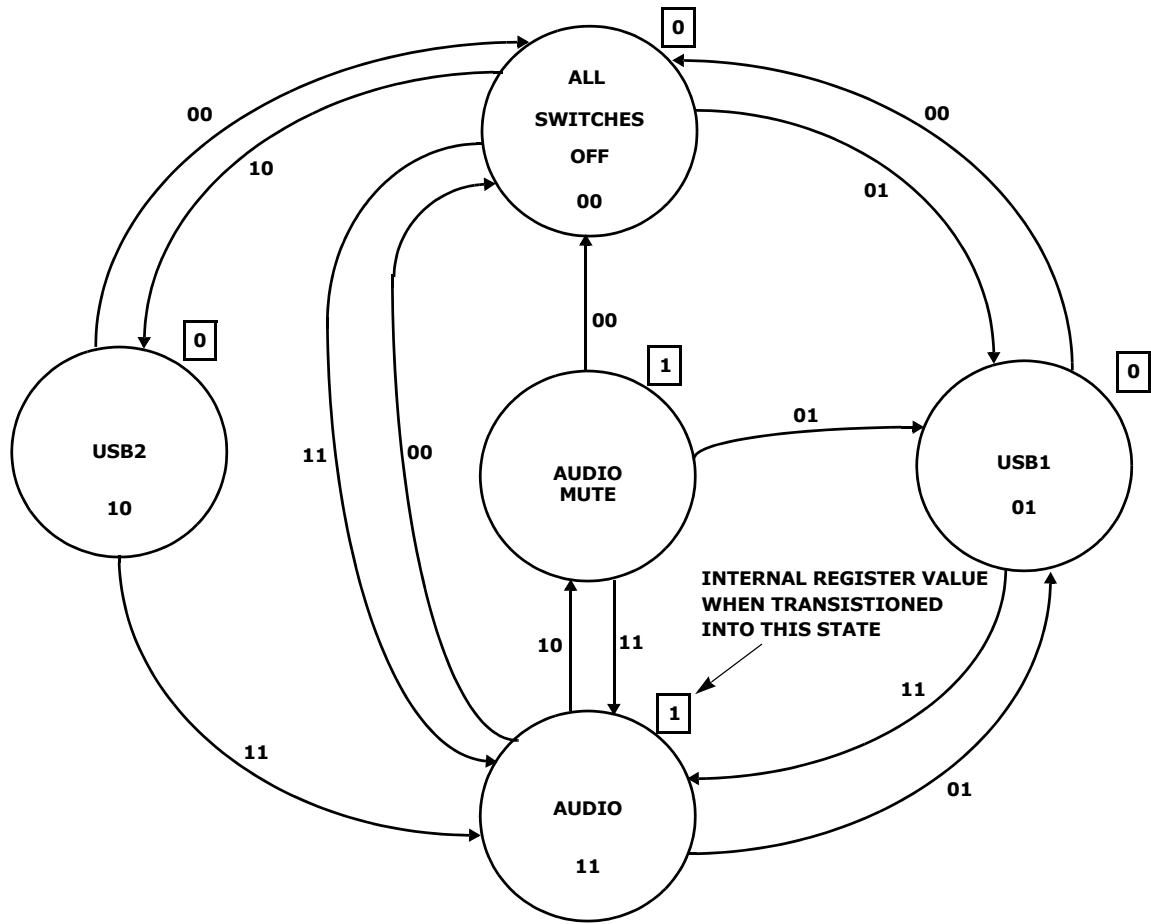 0
ALL
SWITCHES
OFF
00
00
10
00
01
0
00
1
0
11
00
01
USB2
10
AUDIO
MUTE
USB1
01
INTERNAL REGISTER VALUE
WHEN TRANSISTIONED
INTO THIS STATE
10
11
11
1
11
01
AUDIO
11